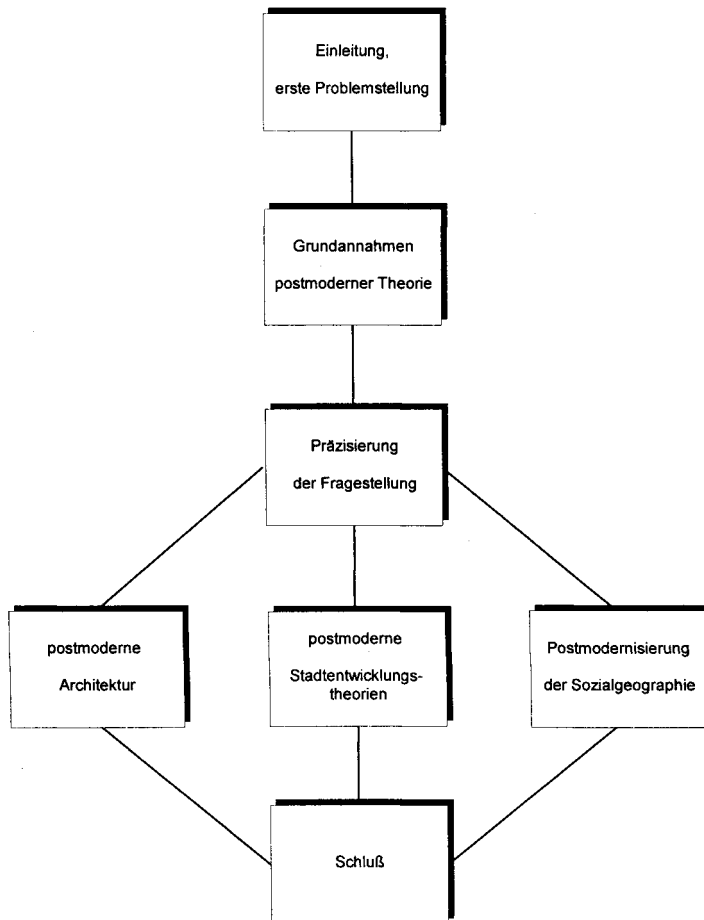 Einleitung,
erste Problemstellung
Grundannahmen
postmoderner Theorie
Präzisierung
der Fragestellung
postmoderne
Architektur
postmoderne
Stadtentwicklungs-
theorien
Postmodernisierung
der Sozialgeographie
Schluß